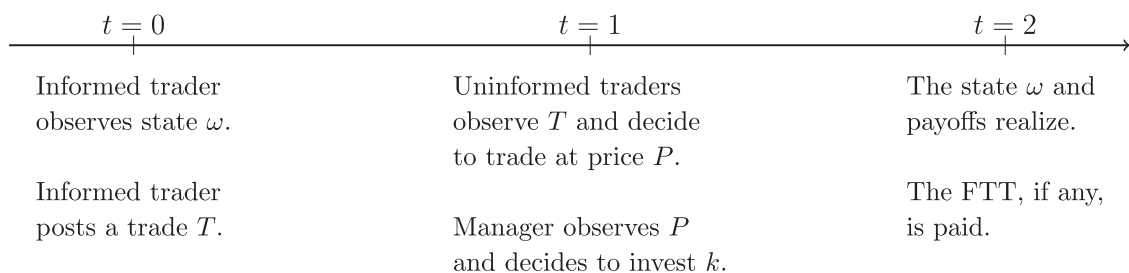 t = 0
t = 1
t = 2
Informed trader
observes state ω.
Informed trader
posts a trade T.
Uninformed traders
observe T and decide
to trade at price P.
Manager observes P
and decides to invest k.
The state ω and
payoffs realize.
The FTT, if any,
is paid.